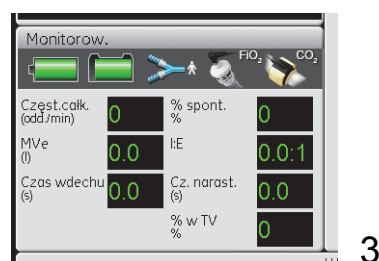 Monitorow.
FiO₂ CO₂
Częst.całk.
(odd./min) 0 % spont.
% 0
MVe
(l) 0.0 I:E 0.0:1
Czas wdechu
(s) 0.0 Cz. narast.
(s) 0.0
% w TV
% 0
3